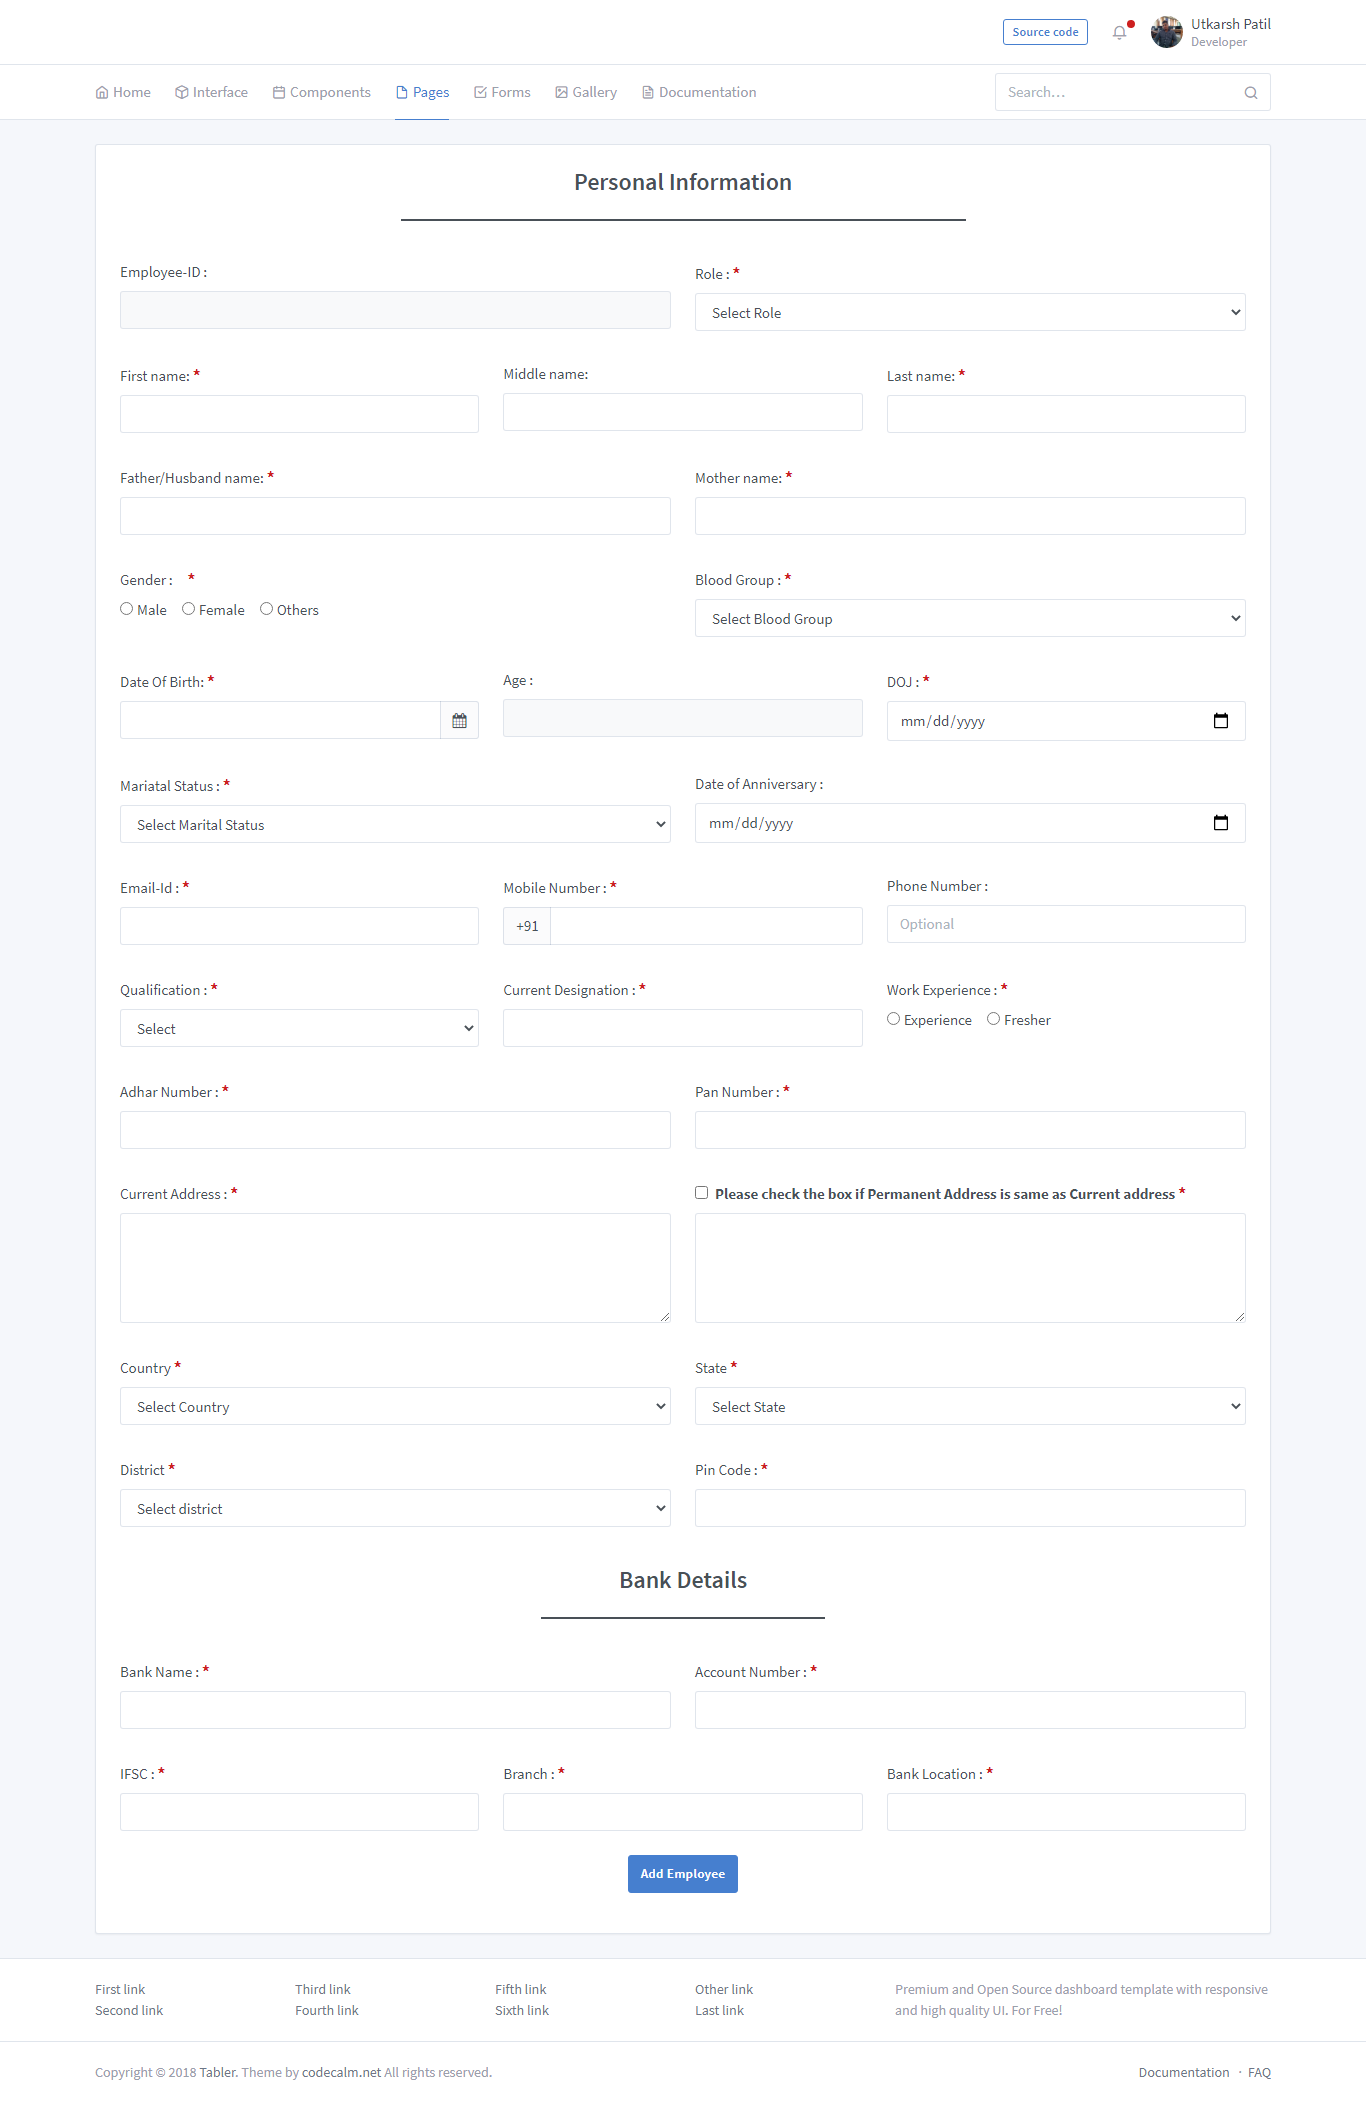 Source code
Utkarsh Patil
Developer
Home Interface Components Pages Forms Gallery Documentation Search...
Personal Information
Employee-ID : Role : *
Select Role
First name: * Middle name: Last name: *
Father/Husband name: * Mother name: *
Gender : * Blood Group : *
Male Female Others Select Blood Group
Date Of Birth: * Age : DOJ : *
mm/dd/yyyy
Mariatal Status : * Date of Anniversary :
Select Marital Status mm/dd/yyyy
Email-Id : * Mobile Number : * Phone Number :
+91 Optional
Qualification : * Current Designation : * Work Experience : *
Select Experience Fresher
Adhar Number : * Pan Number : *
Current Address : * Please check the box if Permanent Address is same as Current address *
Country * State *
Select Country Select State
District * Pin Code : *
Select district
Bank Details
Bank Name : * Account Number : *
IFSC : * Branch : * Bank Location : *
Add Employee
First link Third link Fifth link Other link Premium and Open Source dashboard template with responsive
Second link Fourth link Sixth link Last link and high quality UI. For Free!
Copyright © 2018 Tabler. Theme by codecalm.net All rights reserved. Documentation · FAQ